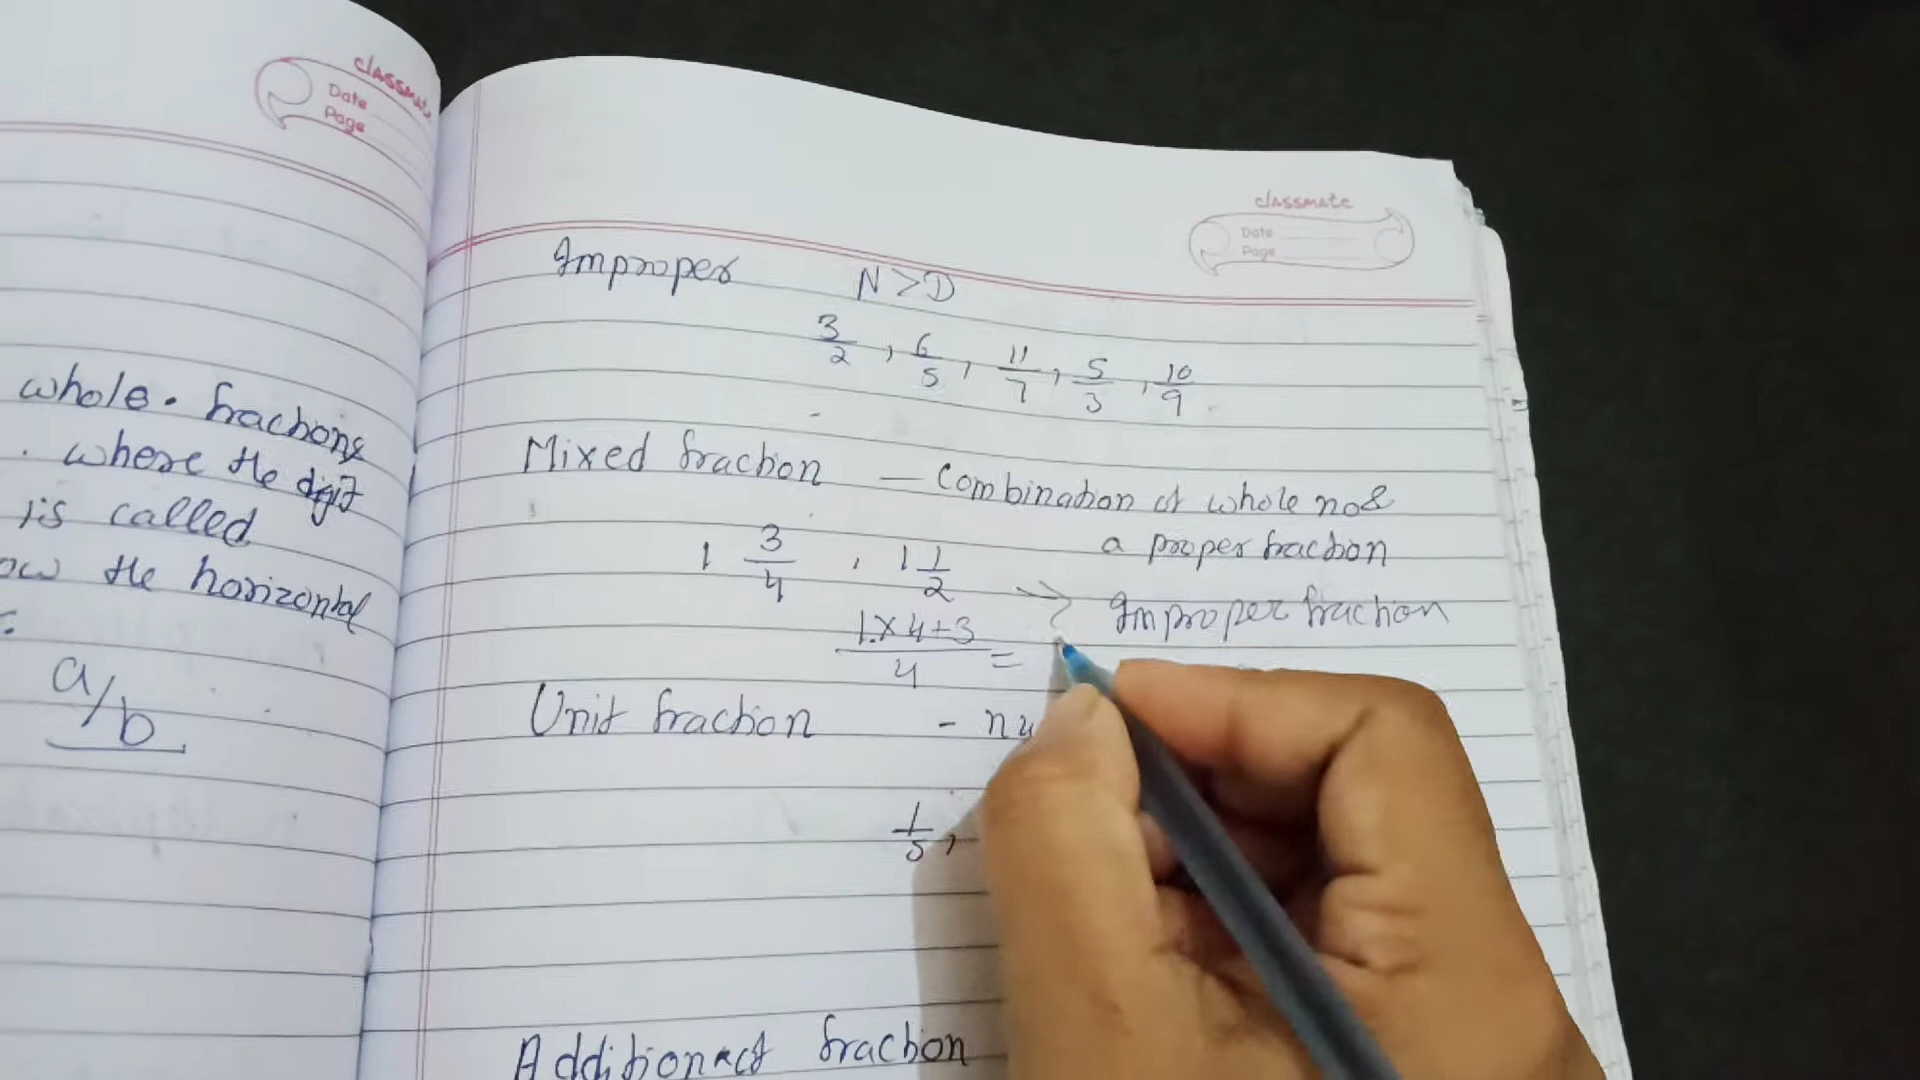 classmate
Date
Page
whole. fractions
where the digit
is called
the horizontal
a/b
classmate
Date
Page
Improper N > D
3/2, 6/5, 11/7, 5/3, 10/9
Mixed fraction — Combination of whole no &
a proper fraction
1 3/4, 1 1/2 → Improper fraction
1×4+3/4 =
Unit fraction -
1/5,
Addition of fraction